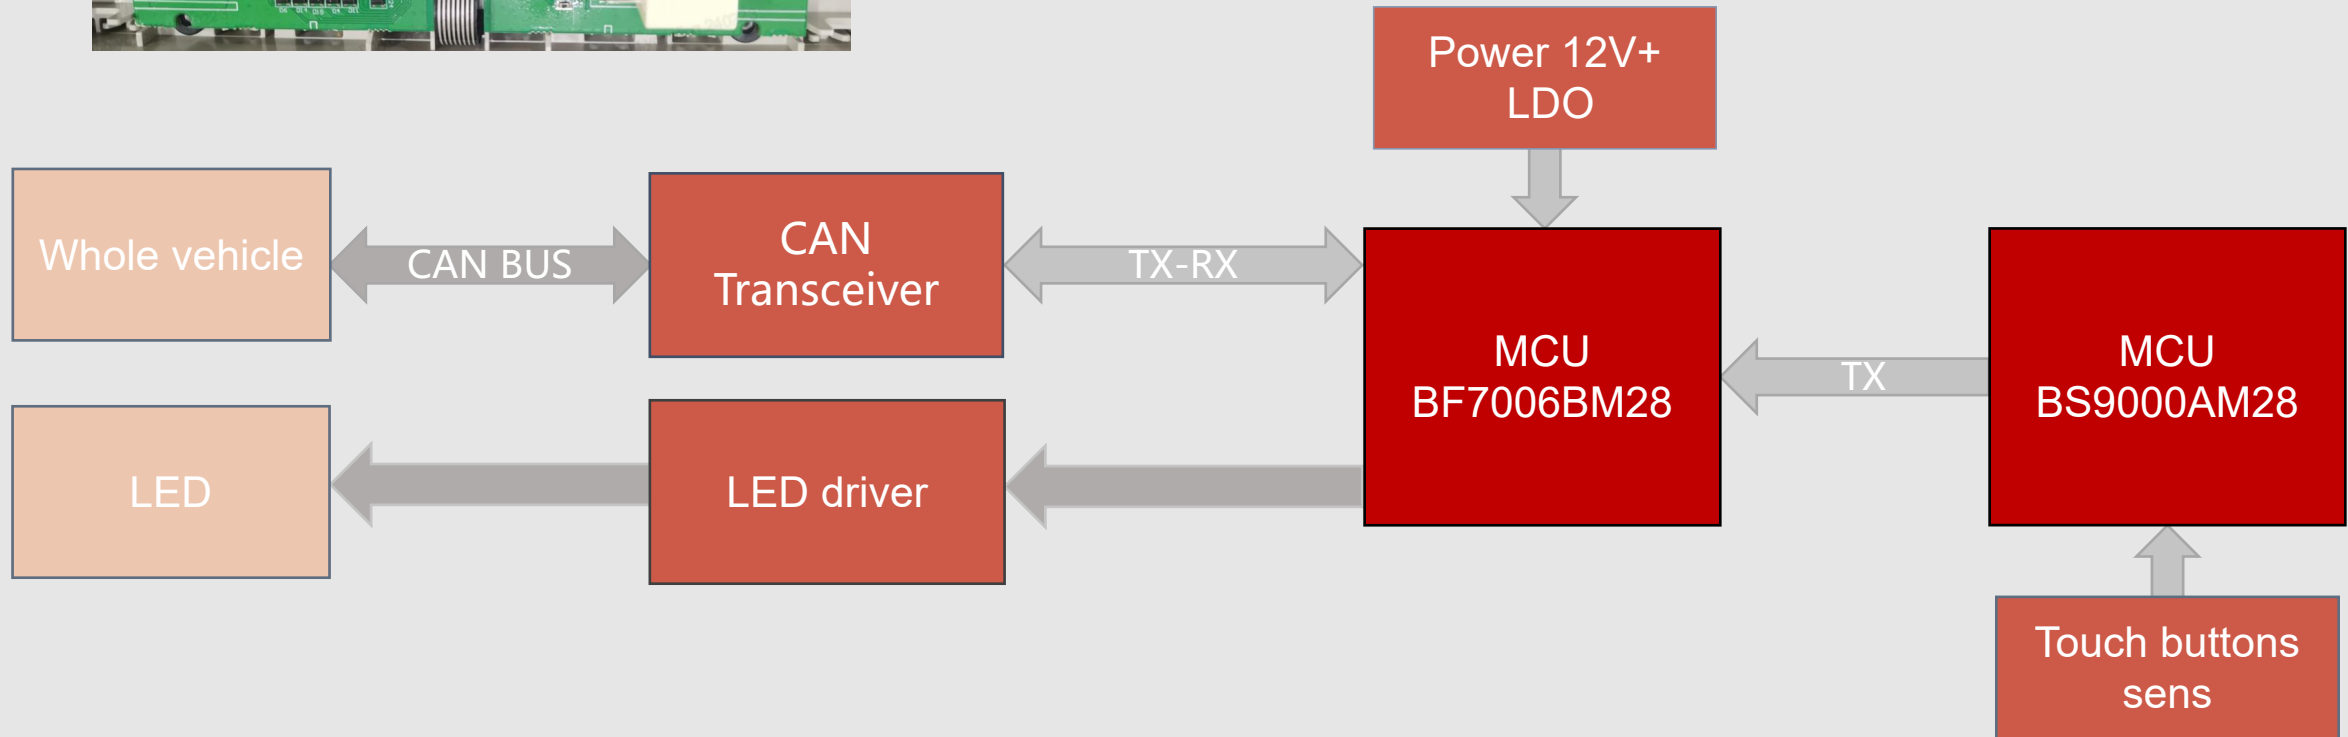 Power 12V+
LDO
Whole vehicle
CAN BUS
CAN
Transceiver
TX-RX
MCU
BF7006BM28
TX
MCU
BS9000AM28
LED
LED driver
Touch buttons
sens